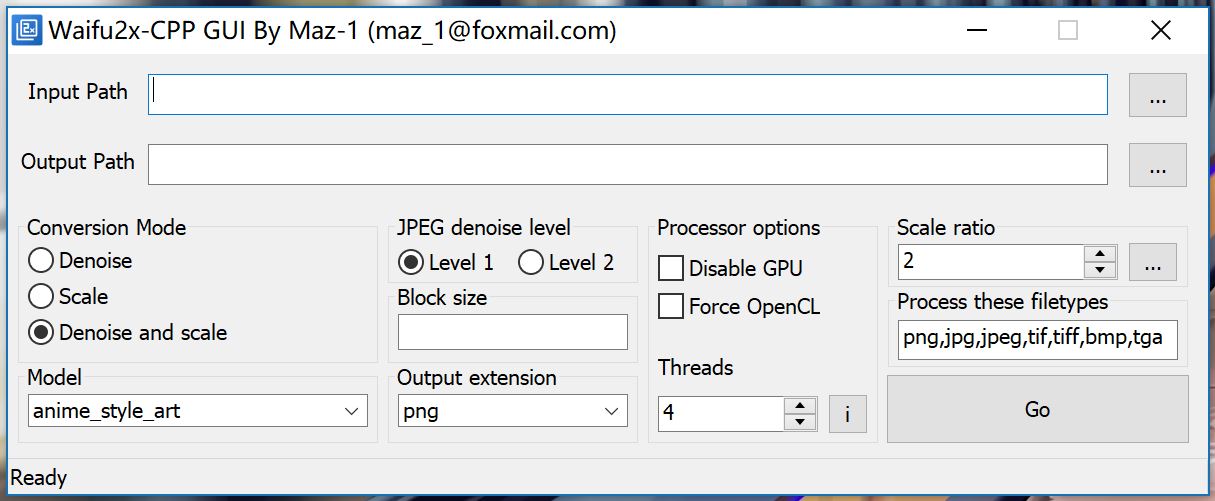 Waifu2x-CPP GUI By Maz-1 (maz_1@foxmail.com)
Input Path
...
Output Path
...
Conversion Mode
Denoise
Scale
Denoise and scale
Model
anime_style_art
JPEG denoise level
Level 1 Level 2
Block size
Output extension
png
Processor options
Disable GPU
Force OpenCL
Threads
4 i
Scale ratio
2 ...
Process these filetypes
png,jpg,jpeg,tif,tiff,bmp,tga
Go
Ready